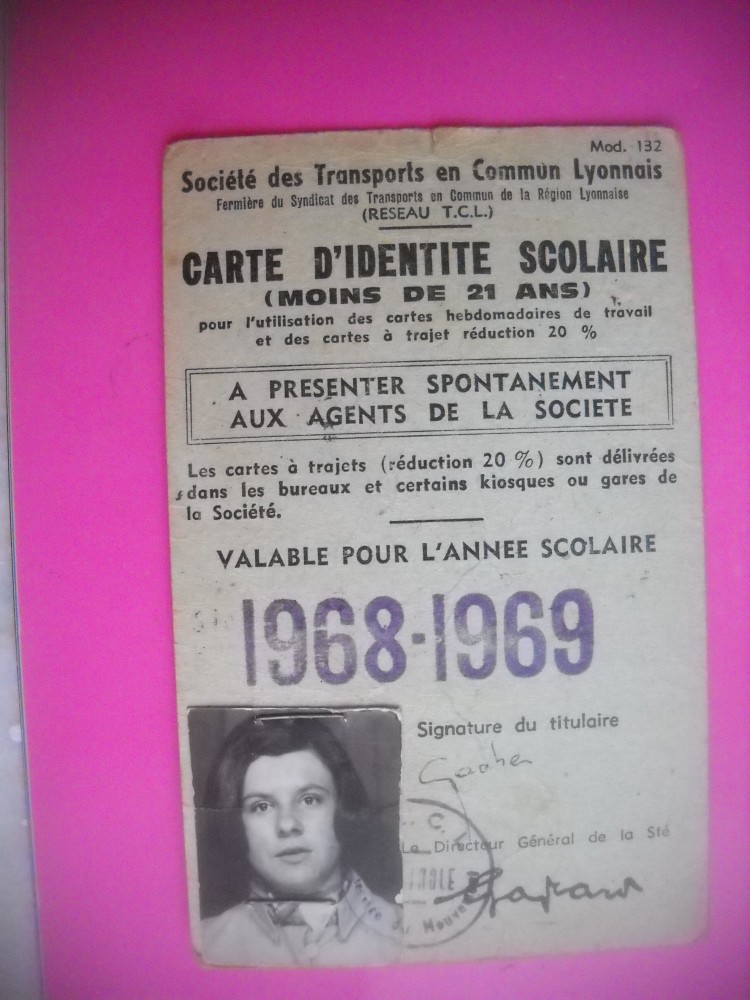 Mod. 132
Société des Transports en Commun Lyonnais
Fermière du Syndicat des Transports en Commun de la Région Lyonnaise
(RESEAU T.C.L.)
CARTE D'IDENTITE SCOLAIRE
(MOINS DE 21 ANS)
pour l'utilisation des cartes hebdomadaires de travail
et des cartes à trajet réduction 20 %
A PRESENTER SPONTANEMENT
AUX AGENTS DE LA SOCIETE
Les cartes à trajets (réduction 20 %) sont délivrées
dans les bureaux et certains kiosques ou gares de
la Société.
VALABLE POUR L'ANNEE SCOLAIRE
1968-1969
Signature du titulaire
Le Directeur Général de la Sté